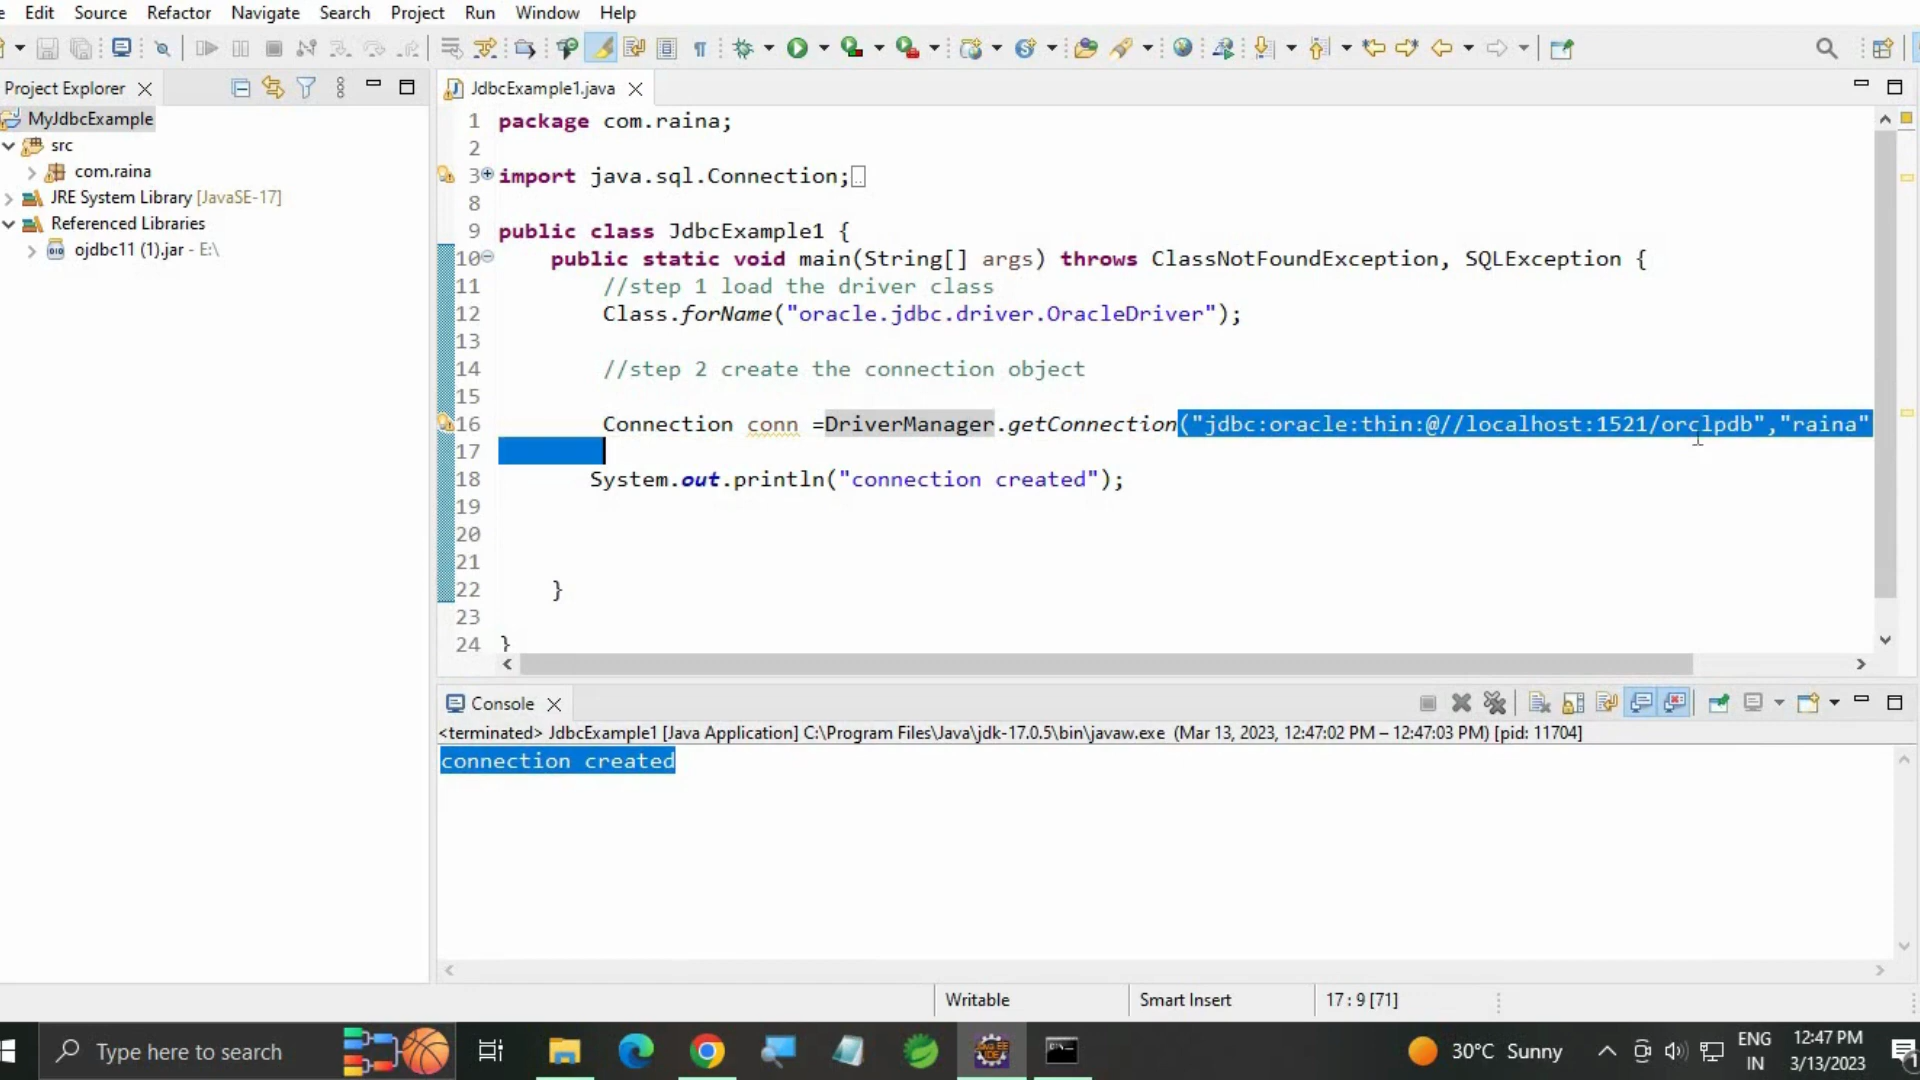 Edit Source Refactor Navigate Search Project Run Window Help
Project Explorer
MyJdbcExample
src
com.raina
JRE System Library [JavaSE-17]
Referenced Libraries
ojdbc11 (1).jar - E:\
JdbcExample1.java
1 package com.raina;
2
3 import java.sql.Connection;
8
9 public class JdbcExample1 {
10 public static void main(String[] args) throws ClassNotFoundException, SQLException {
11 //step 1 load the driver class
12 Class.forName("oracle.jdbc.driver.OracleDriver");
13
14 //step 2 create the connection object
15
16 Connection conn =DriverManager.getConnection("jdbc:oracle:thin:@//localhost:1521/orclpdb","raina"
17
18 System.out.println("connection created");
19
20
21
22 }
23
24 }
Console
<terminated> JdbcExample1 [Java Application] C:\Program Files\Java\jdk-17.0.5\bin\javaw.exe (Mar 13, 2023, 12:47:02 PM – 12:47:03 PM) [pid: 11704]
connection created
Writable Smart Insert 17 : 9 [71]
Type here to search
30°C Sunny
ENG
IN
12:47 PM
3/13/2023